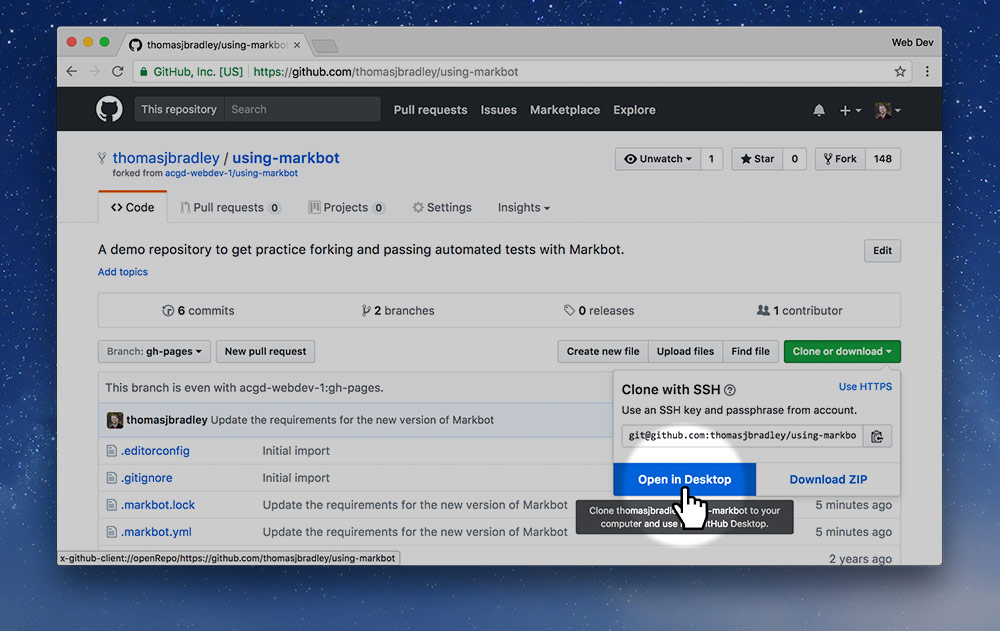 thomasjbradley/using-markbot
Web Dev
GitHub, Inc. [US] https://github.com/thomasjbradley/using-markbot
This repository Search Pull requests Issues Marketplace Explore
thomasjbradley / using-markbot
forked from acgd-webdev-1/using-markbot
Unwatch 1 Star 0 Fork 148
Code Pull requests 0 Projects 0 Settings Insights
A demo repository to get practice forking and passing automated tests with Markbot.
Edit
Add topics
6 commits 2 branches 0 releases 1 contributor
Branch: gh-pages New pull request Create new file Upload files Find file Clone or download
This branch is even with acgd-webdev-1:gh-pages.
thomasjbradley Update the requirements for the new version of Markbot
Clone with SSH Use HTTPS
Use an SSH key and passphrase from account.
git@github.com:thomasjbradley/using-markbo
Open in Desktop Download ZIP
Clone thomasjbradl -markbot to your
computer and use Hub Desktop.
.editorconfig Initial import
.gitignore Initial import
.markbot.lock Update the requirements for the new version of Markbot 5 minutes ago
.markbot.yml Update the requirements for the new version of Markbot 5 minutes ago
2 years ago
x-github-client://openRepo/https://github.com/thomasjbradley/using-markbot